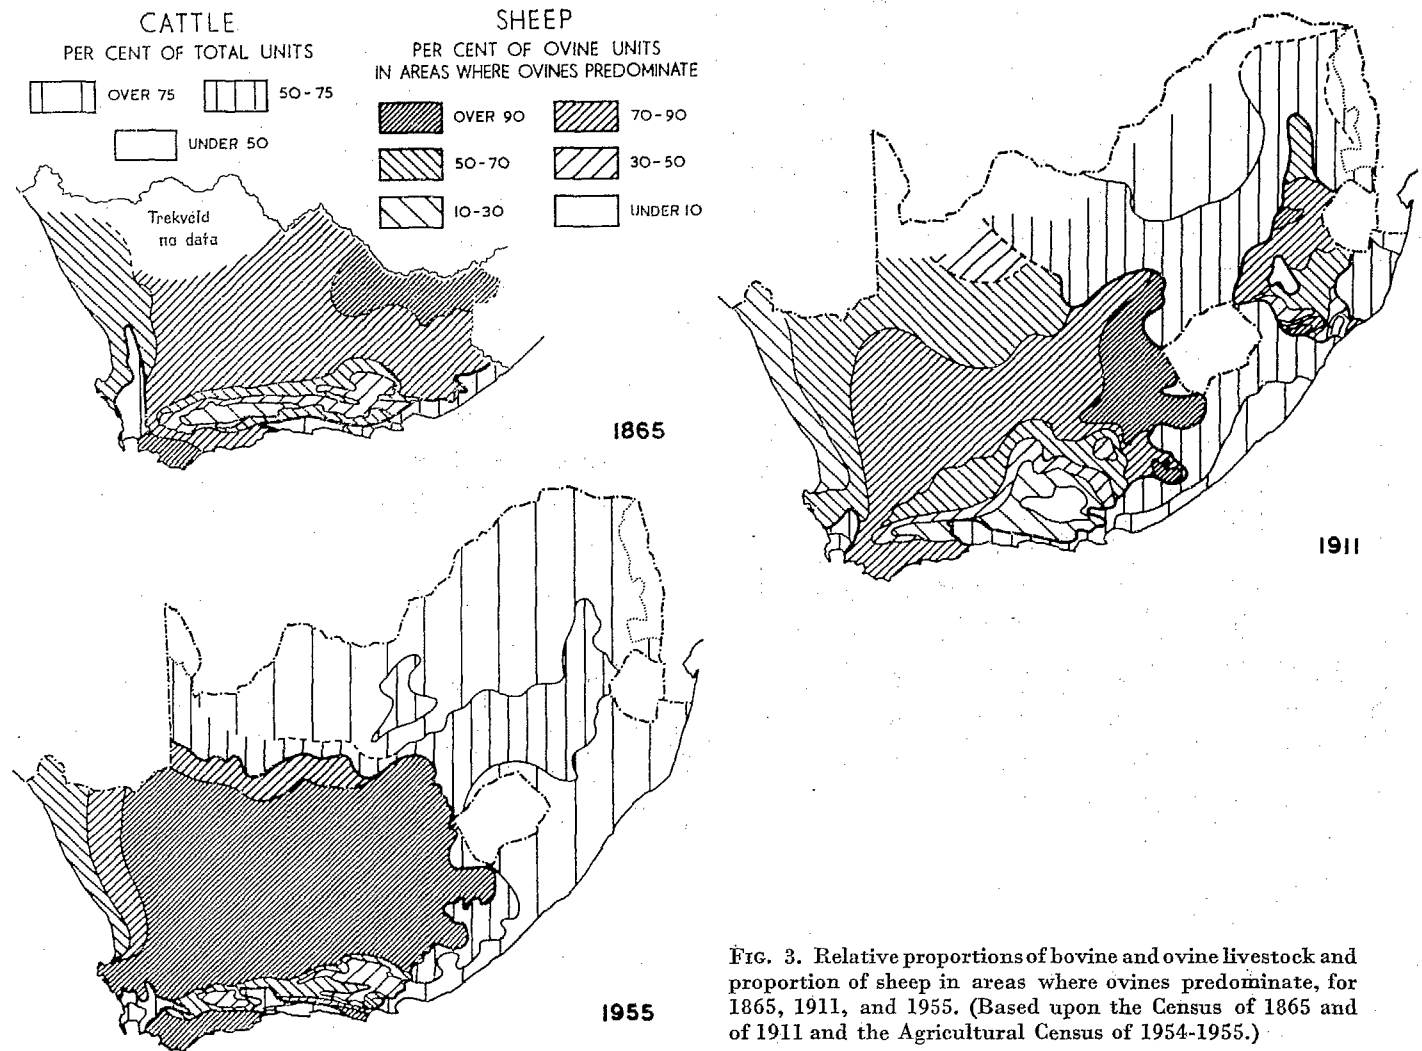 CATTLE
PER CENT OF TOTAL UNITS
OVER 75
50-75
UNDER 50
SHEEP
PER CENT OF OVINE UNITS
IN AREAS WHERE OVINES PREDOMINATE
OVER 90
70-90
50-70
30-50
10-30
UNDER 10
Trekveld
no data
1865
1911
1955
FIG. 3. Relative proportions of bovine and ovine livestock and
proportion of sheep in areas where ovines predominate, for
1865, 1911, and 1955. (Based upon the Census of 1865 and
of 1911 and the Agricultural Census of 1954-1955.)